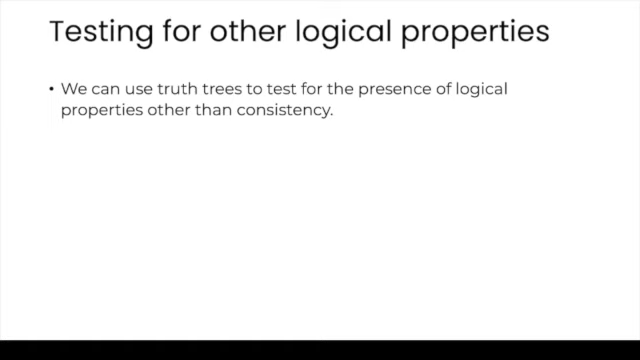 Testing for other logical properties
• We can use truth trees to test for the presence of logical
properties other than consistency.